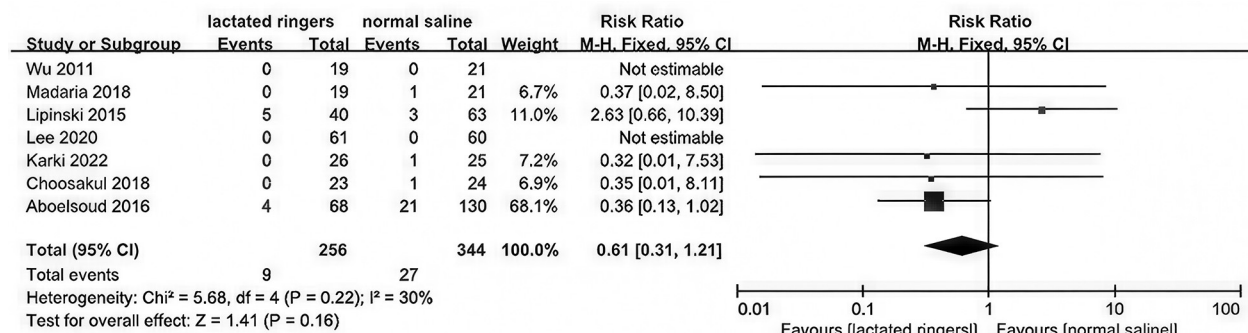 lactated ringers normal saline Risk Ratio Risk Ratio
Study or Subgroup Events Total Events Total Weight M-H. Fixed. 95% CI M-H. Fixed. 95% CI
Wu 2011 0 19 0 21 Not estimable
Madaria 2018 0 19 1 21 6.7% 0.37 [0.02, 8.50]
Lipinski 2015 5 40 3 63 11.0% 2.63 [0.66, 10.39]
Lee 2020 0 61 0 60 Not estimable
Karki 2022 0 26 1 25 7.2% 0.32 [0.01, 7.53]
Choosakul 2018 0 23 1 24 6.9% 0.35 [0.01, 8.11]
Aboelsoud 2016 4 68 21 130 68.1% 0.36 [0.13, 1.02]
Total (95% CI) 256 344 100.0% 0.61 [0.31, 1.21]
Total events 9 27
Heterogeneity: Chi² = 5.68, df = 4 (P = 0.22); I² = 30%
Test for overall effect: Z = 1.41 (P = 0.16)
0.01 0.1 1 10 100
Favours [lactated ringers] Favours [normal saline]